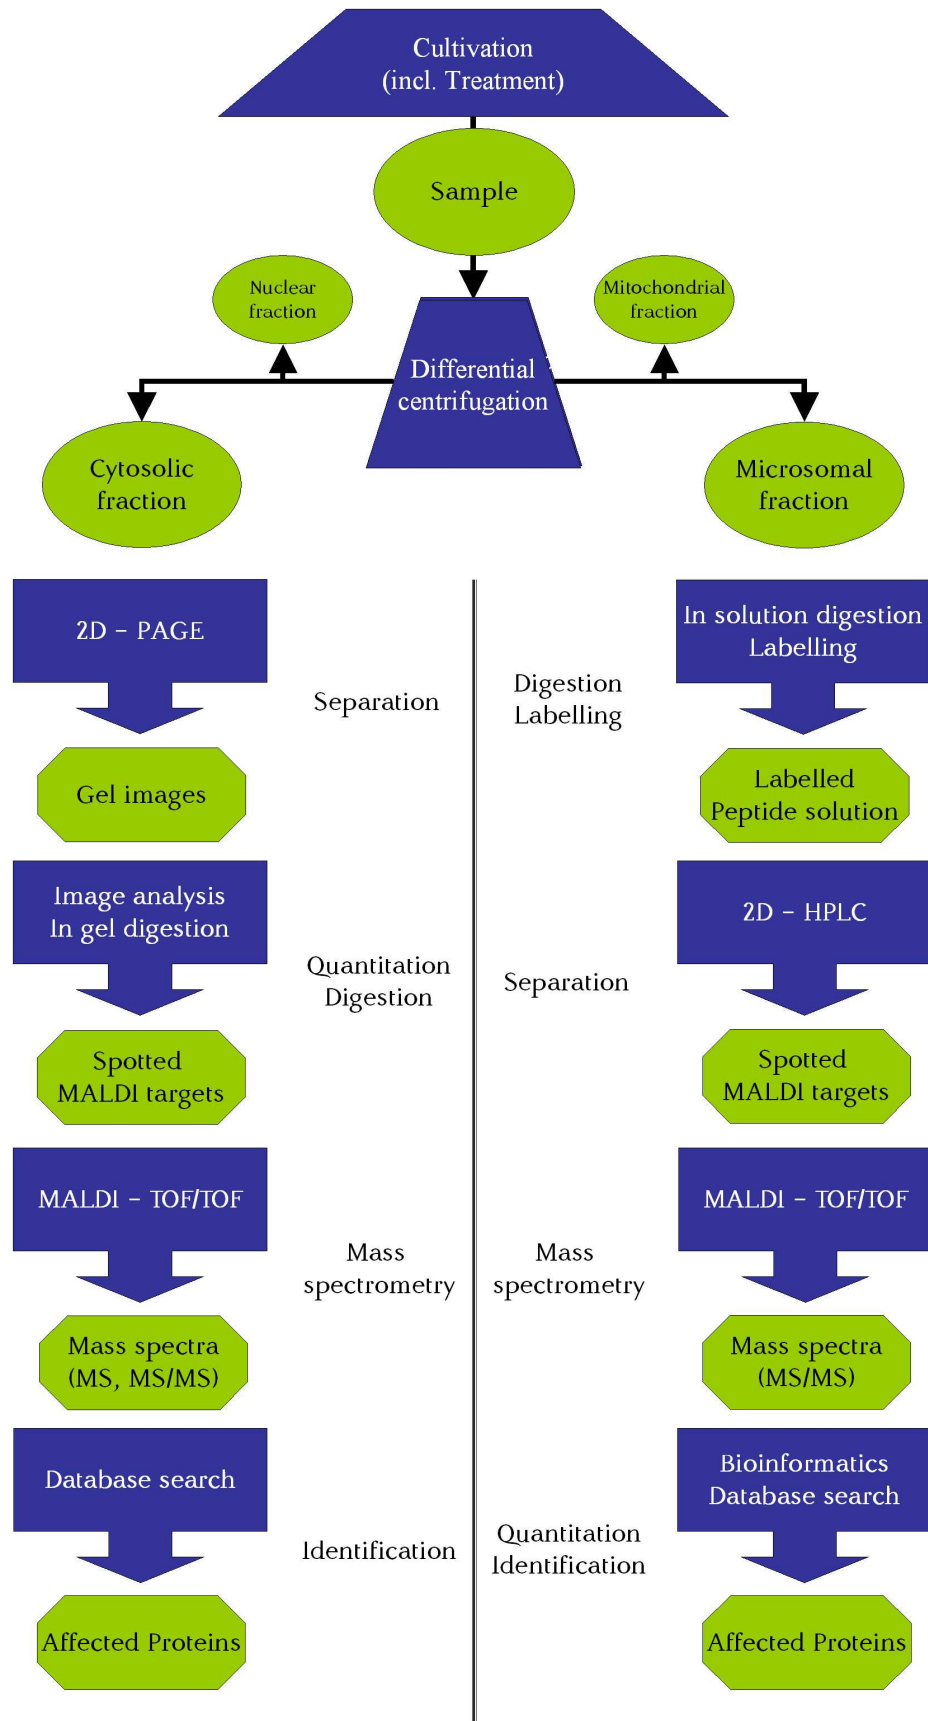 Cultivation
(incl. Treatment)
Sample
Nuclear
fraction
Mitochondrial
fraction
Differential
centrifugation
Cytosolic
fraction
Microsomal
fraction
2D – PAGE
Separation
Gel images
Image analysis
In gel digestion
Quantitation
Digestion
Spotted
MALDI targets
MALDI – TOF/TOF
Mass
spectrometry
Mass spectra
(MS, MS/MS)
Database search
Identification
Affected Proteins
In solution digestion
Labelling
Digestion
Labelling
Labelled
Peptide solution
2D – HPLC
Separation
Spotted
MALDI targets
MALDI – TOF/TOF
Mass
spectrometry
Mass spectra
(MS/MS)
Bioinformatics
Database search
Quantitation
Identification
Affected Proteins